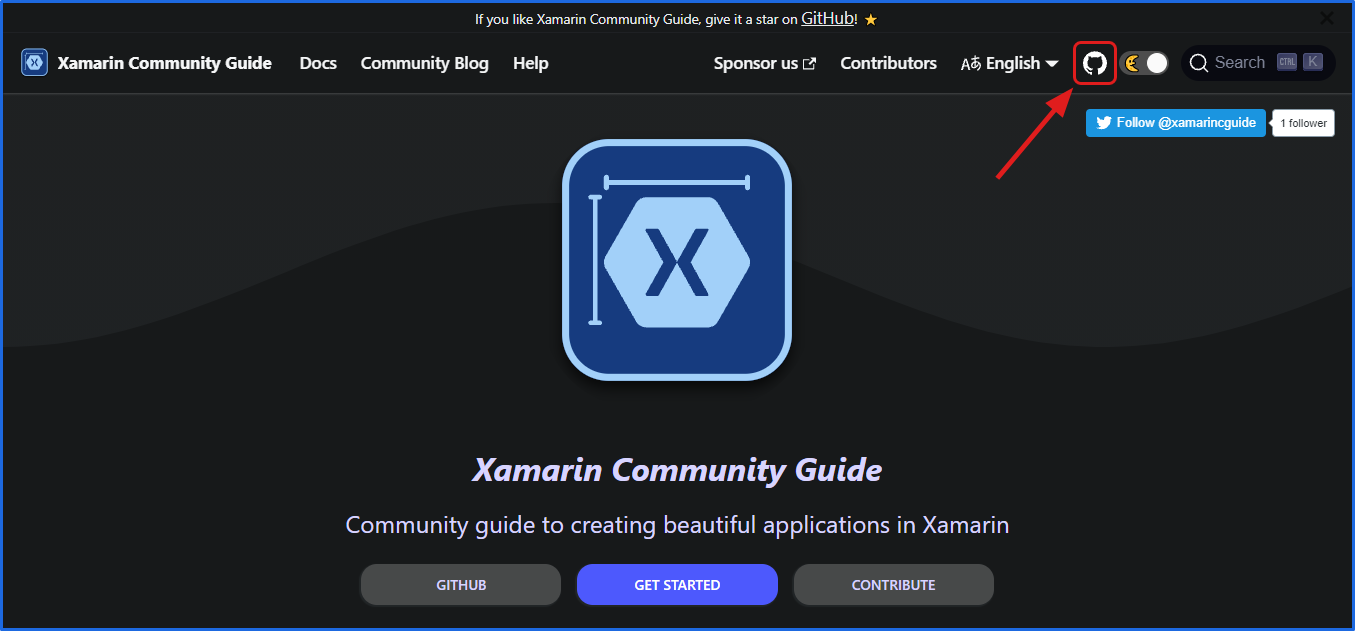 If you like Xamarin Community Guide, give it a star on GitHub! ⭐
Xamarin Community Guide Docs Community Blog Help Sponsor us Contributors Aあ English Search CTRL K
Follow @xamarincguide 1 follower
X
Xamarin Community Guide
Community guide to creating beautiful applications in Xamarin
GITHUB GET STARTED CONTRIBUTE